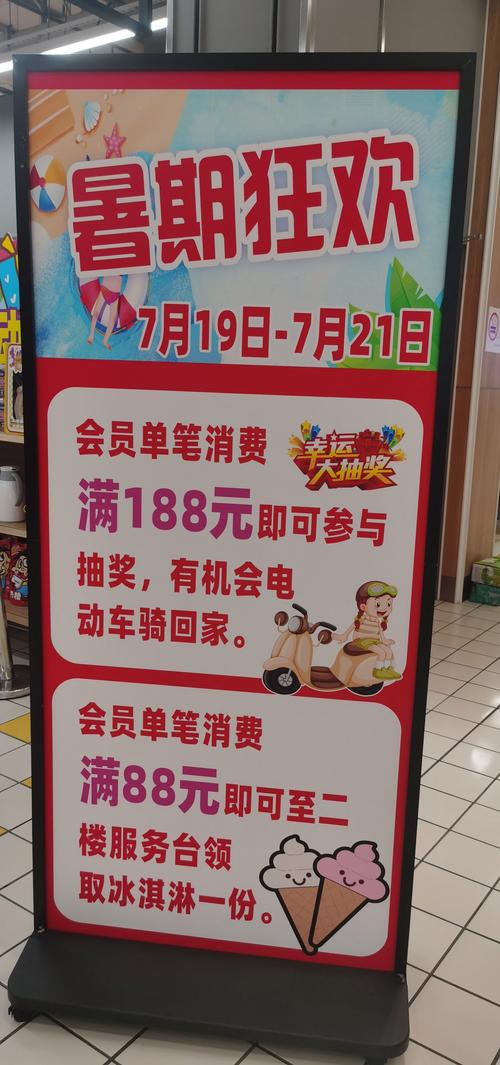 暑期狂欢
7月19日-7月21日
会员单笔消费
幸运
大抽奖
满188元即可参与
抽奖，有机会电
动车骑回家。
会员单笔消费
满88元即可至二
楼服务台领
取冰淇淋一份。